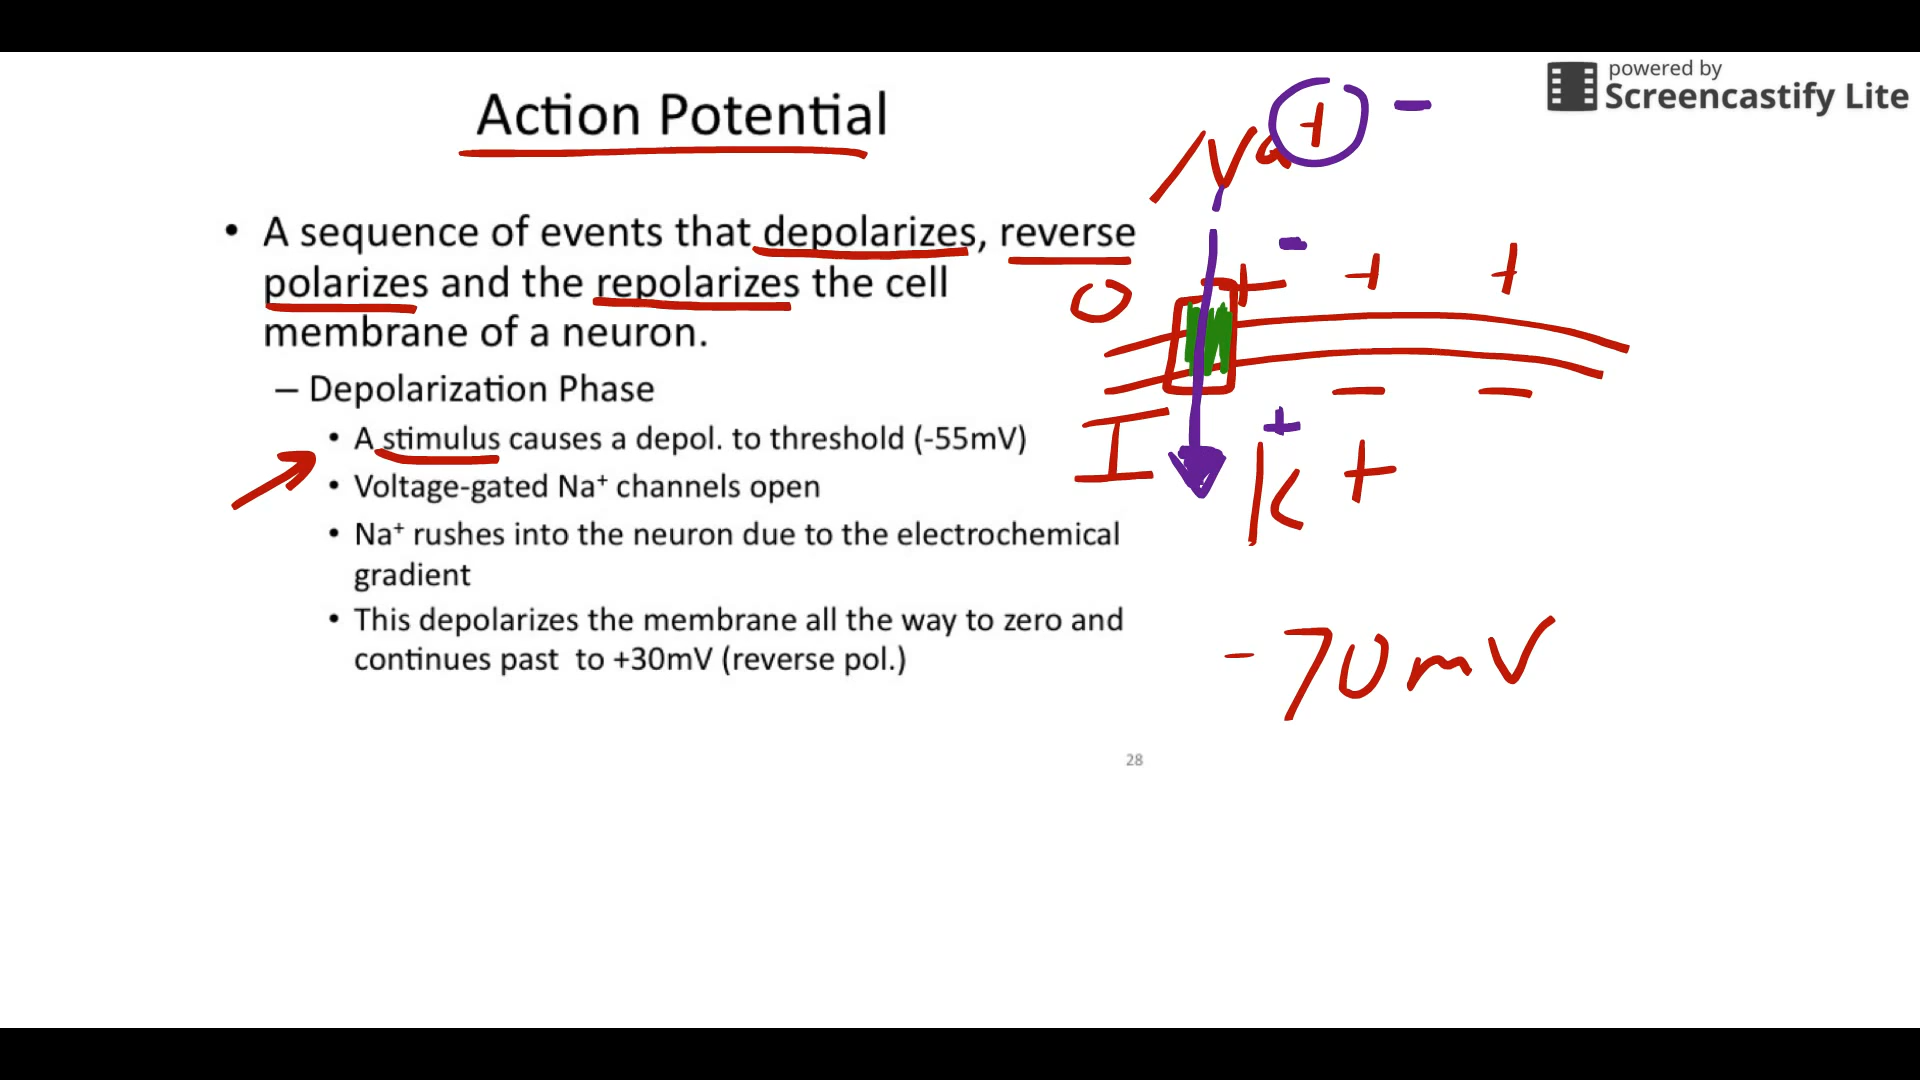 powered by
Screencastify Lite
Action Potential
• A sequence of events that depolarizes, reverse
polarizes and the repolarizes the cell
membrane of a neuron.
– Depolarization Phase
• A stimulus causes a depol. to threshold (-55mV)
• Voltage-gated Na⁺ channels open
• Na⁺ rushes into the neuron due to the electrochemical
gradient
• This depolarizes the membrane all the way to zero and
continues past  to +30mV (reverse pol.)
28
Na + -
- 
+ + +
O
- -
I +
K +
-70mV